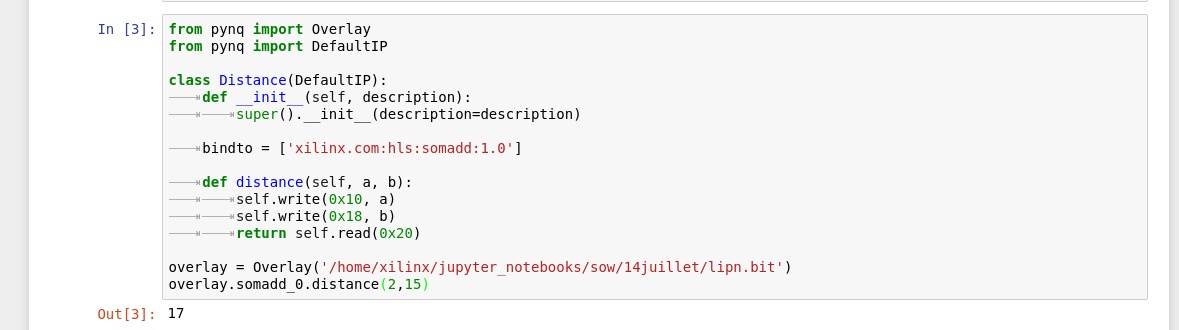 In [3]: from pynq import Overlay
from pynq import DefaultIP
class Distance(DefaultIP):
def __init__(self, description):
super().__init__(description=description)
bindto = ['xilinx.com:hls:somadd:1.0']
def distance(self, a, b):
self.write(0x10, a)
self.write(0x18, b)
return self.read(0x20)
overlay = Overlay('/home/xilinx/jupyter_notebooks/sow/14juillet/lipn.bit')
overlay.somadd_0.distance(2,15)
Out[3]: 17